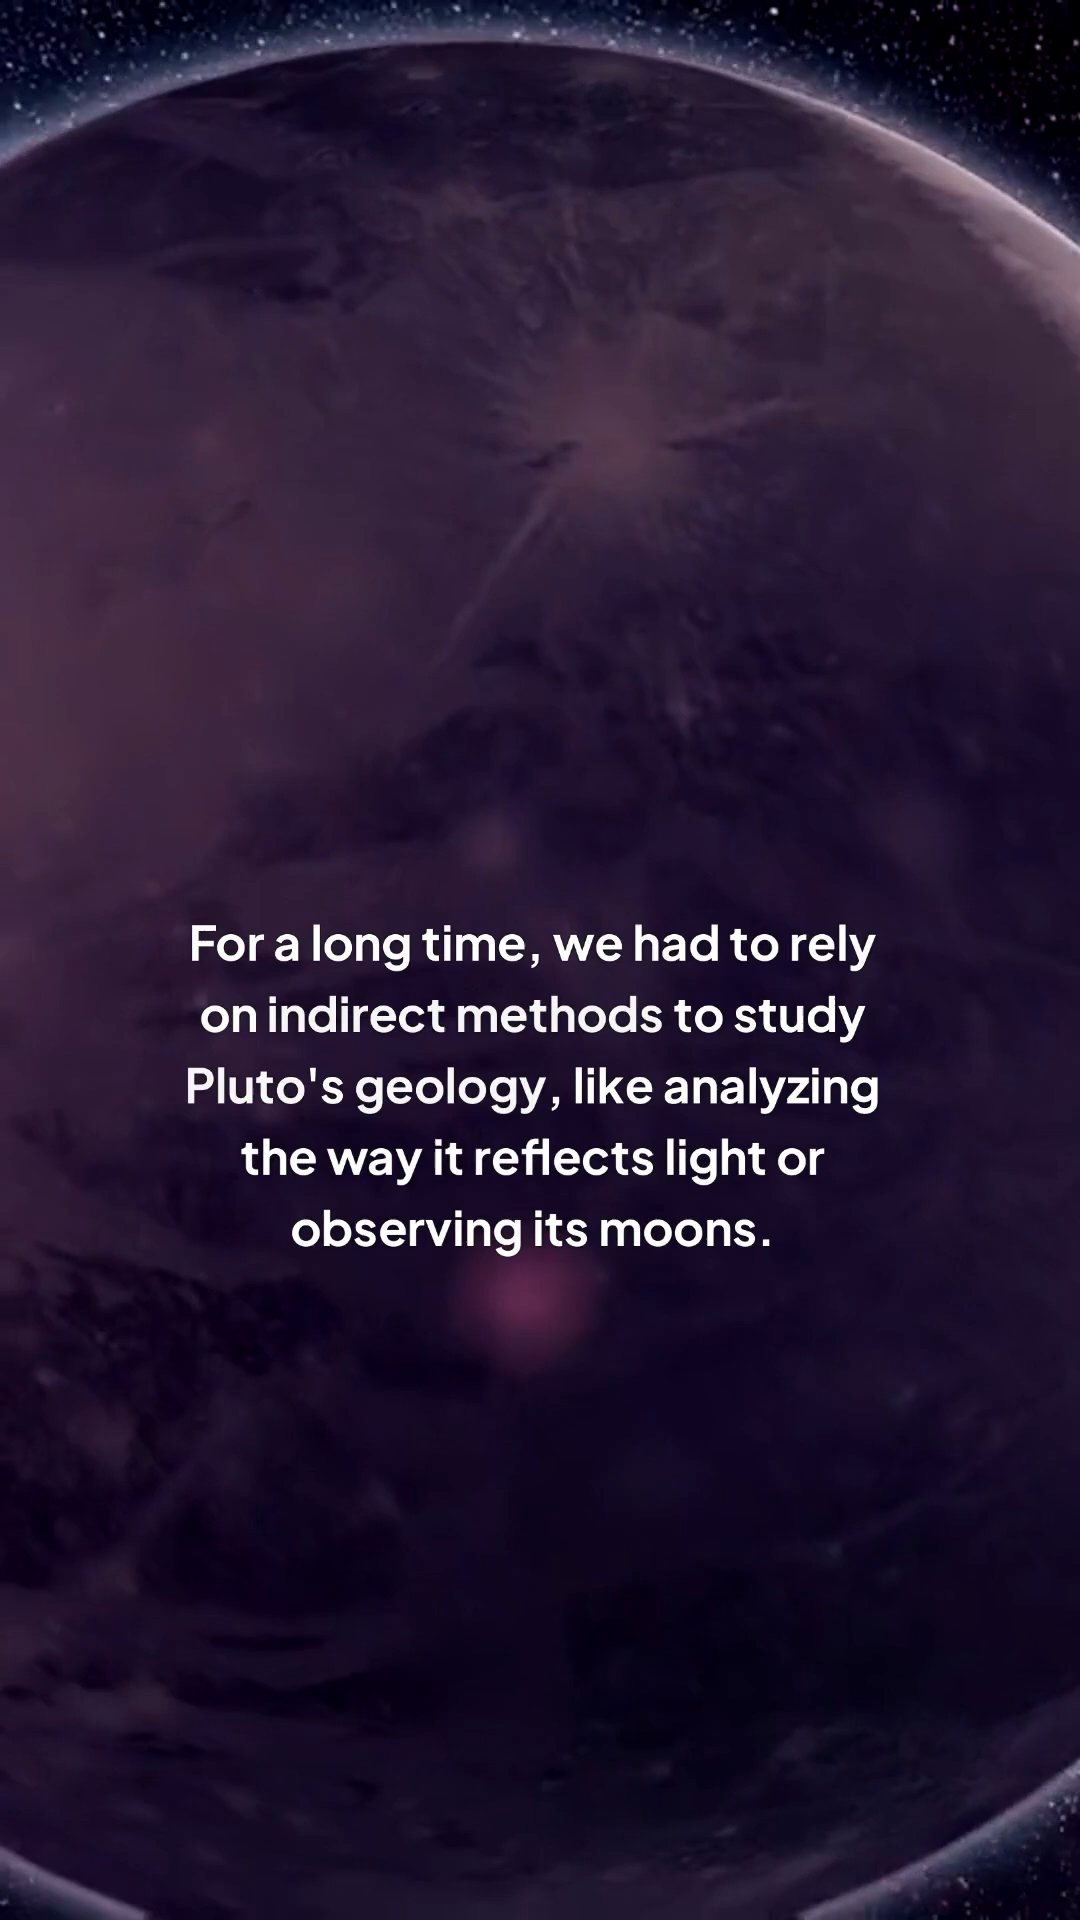 For a long time, we had to rely
on indirect methods to study
Pluto's geology, like analyzing
the way it reflects light or
observing its moons.